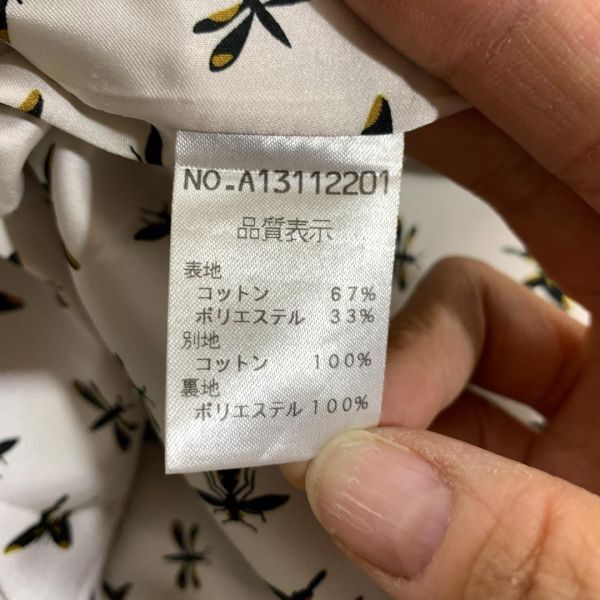 NO.A13112201
品質表示
表地
コットン 67%
ポリエステル 33%
別地
コットン 100%
裏地
ポリエステル 100%